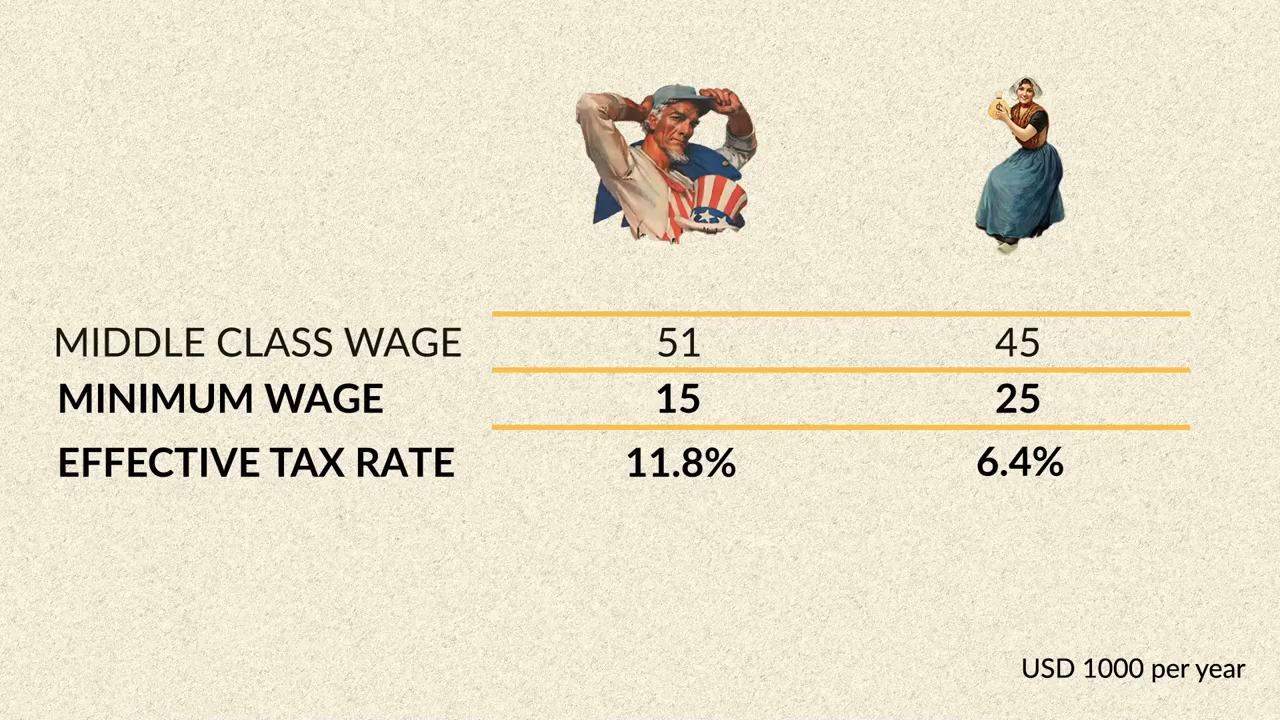 MIDDLE CLASS WAGE 51 45
MINIMUM WAGE 15 25
EFFECTIVE TAX RATE 11.8% 6.4%
USD 1000 per year